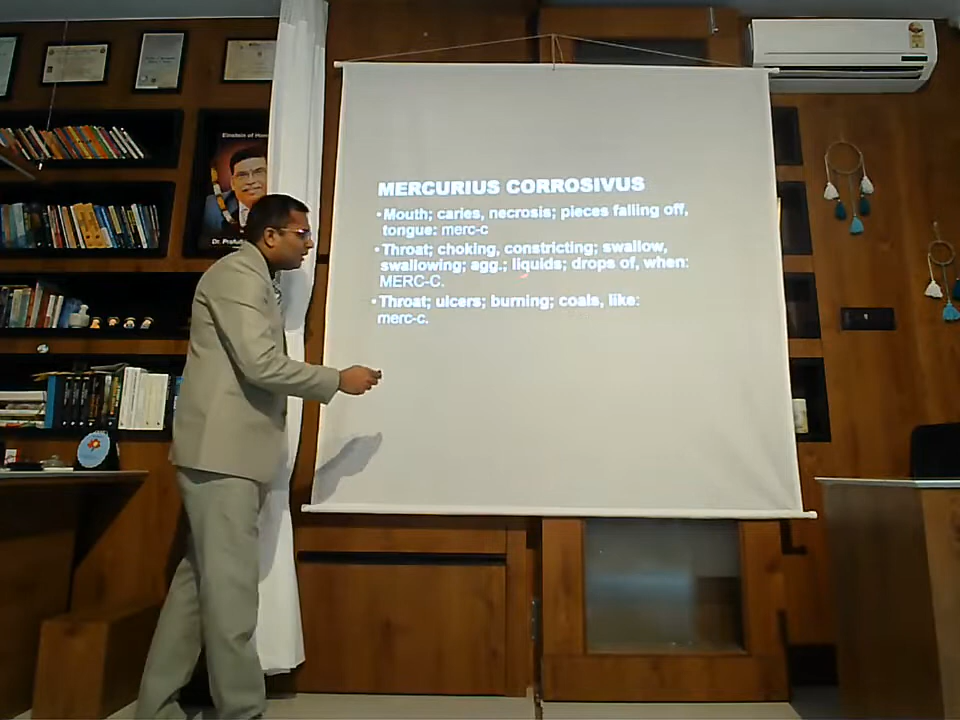 Einstein of Hom
Dr. Praful
MERCURIUS CORROSIVUS
•Mouth; caries, necrosis; pieces falling off,
tongue: merc-c
•Throat; choking, constricting; swallow,
swallowing; agg.; liquids; drops of, when:
MERC-C.
•Throat; ulcers; burning; coals, like:
merc-c.